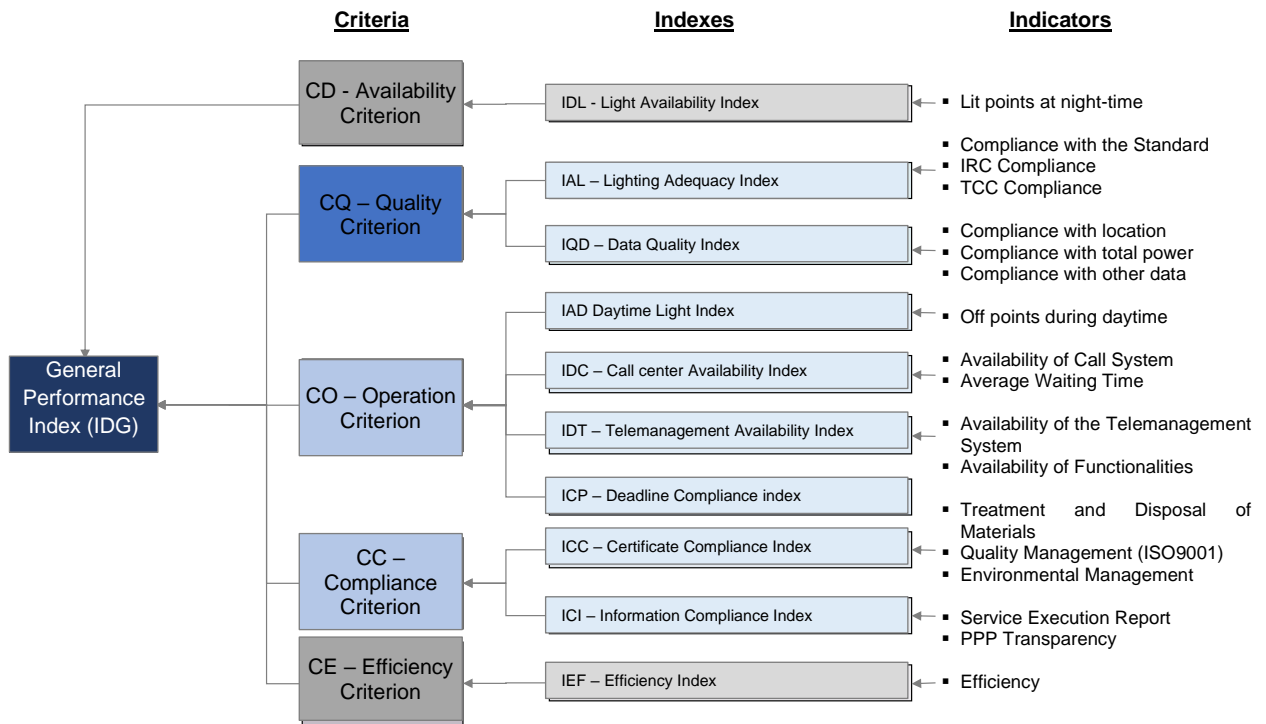 Criteria
Indexes
Indicators
CD - Availability
Criterion
IDL - Light Availability Index
▪ Lit points at night-time
CQ – Quality
Criterion
IAL – Lighting Adequacy Index
▪ Compliance with the Standard
▪ IRC Compliance
▪ TCC Compliance
IQD – Data Quality Index
▪ Compliance with location
▪ Compliance with total power
▪ Compliance with other data
General
Performance
Index (IDG)
CO – Operation
Criterion
IAD Daytime Light Index
▪ Off points during daytime
IDC – Call center Availability Index
▪ Availability of Call System
▪ Average Waiting Time
IDT – Telemanagement Availability Index
▪ Availability of the Telemanagement
System
▪ Availability of Functionalities
ICP – Deadline Compliance index
CC –
Compliance
Criterion
ICC – Certificate Compliance Index
▪ Treatment and Disposal of
Materials
▪ Quality Management (ISO9001)
▪ Environmental Management
ICI – Information Compliance Index
▪ Service Execution Report
▪ PPP Transparency
CE – Efficiency
Criterion
IEF – Efficiency Index
▪ Efficiency